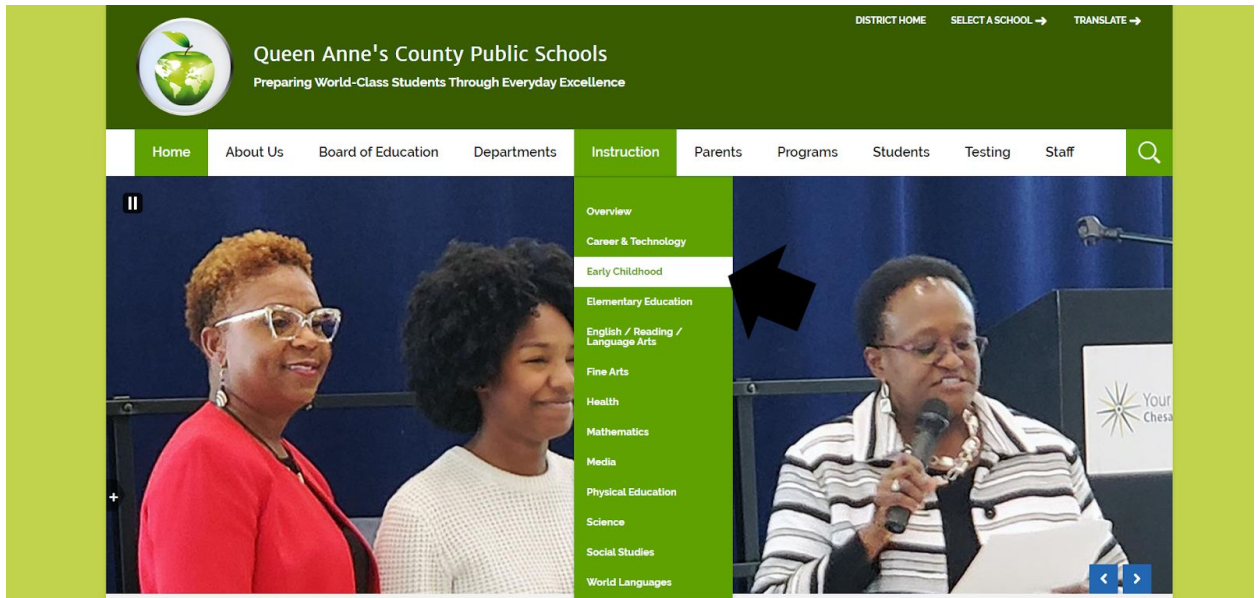 DISTRICT HOME SELECT A SCHOOL TRANSLATE
Queen Anne's County Public Schools
Preparing World-Class Students Through Everyday Excellence
Home About Us Board of Education Departments Instruction Parents Programs Students Testing Staff
Overview
Career & Technology
Early Childhood
Elementary Education
English / Reading /
Language Arts
Fine Arts
Health
Mathematics
Media
Physical Education
Science
Social Studies
World Languages
Your
Chesa